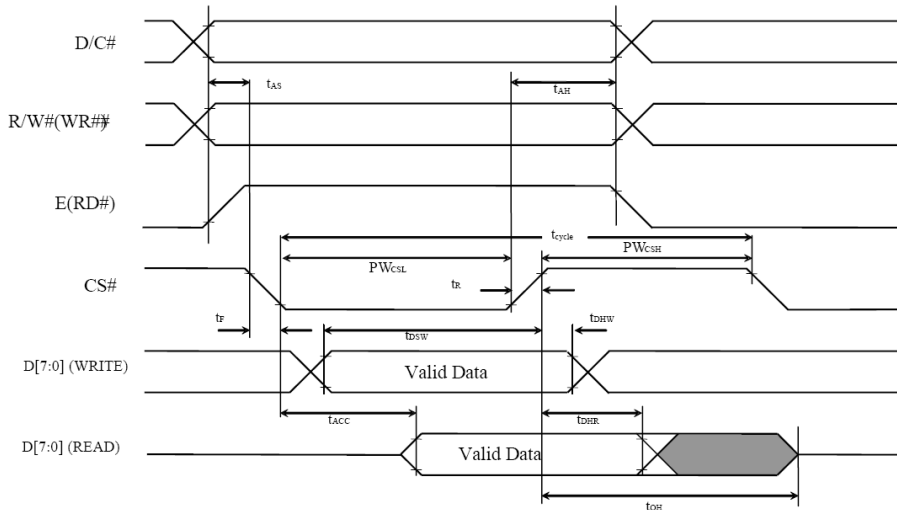 D/C#
tAS
tAH
R/W#(WR##
E(RD#)
tcycle
PWCSL
PWCSH
CS#
tR
tF
tDSW
tDHW
D[7:0] (WRITE)
Valid Data
tACC
tDHR
D[7:0] (READ)
Valid Data
tOH